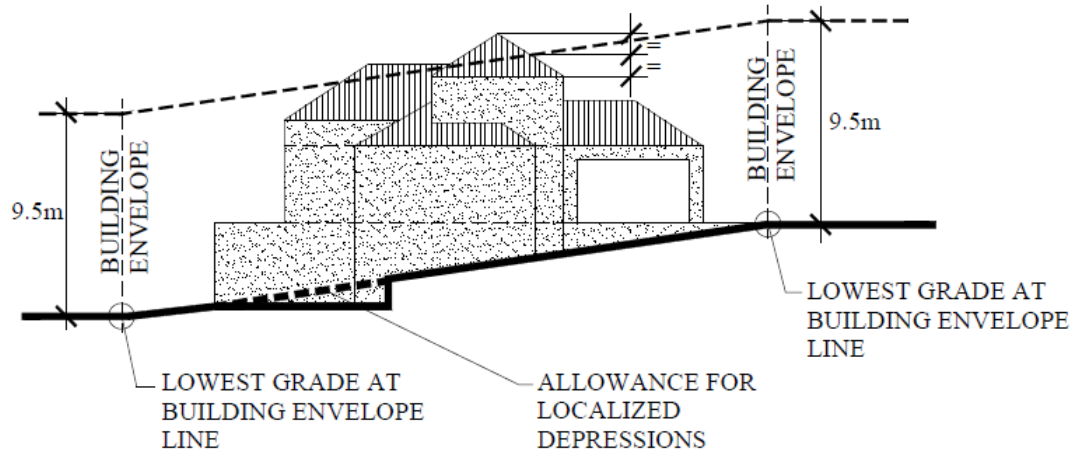 =
=
9.5m
BUILDING
ENVELOPE
9.5m
BUILDING
ENVELOPE
LOWEST GRADE AT
BUILDING ENVELOPE
LINE
LOWEST GRADE AT
BUILDING ENVELOPE
LINE
ALLOWANCE FOR
LOCALIZED
DEPRESSIONS